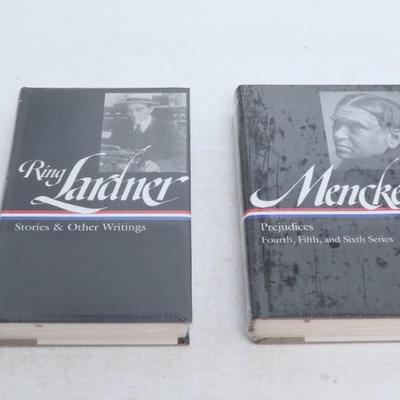 Ring
Lardner
Stories & Other Writings
Mencke
Prejudices
Fourth, Fifth, and Sixth Series